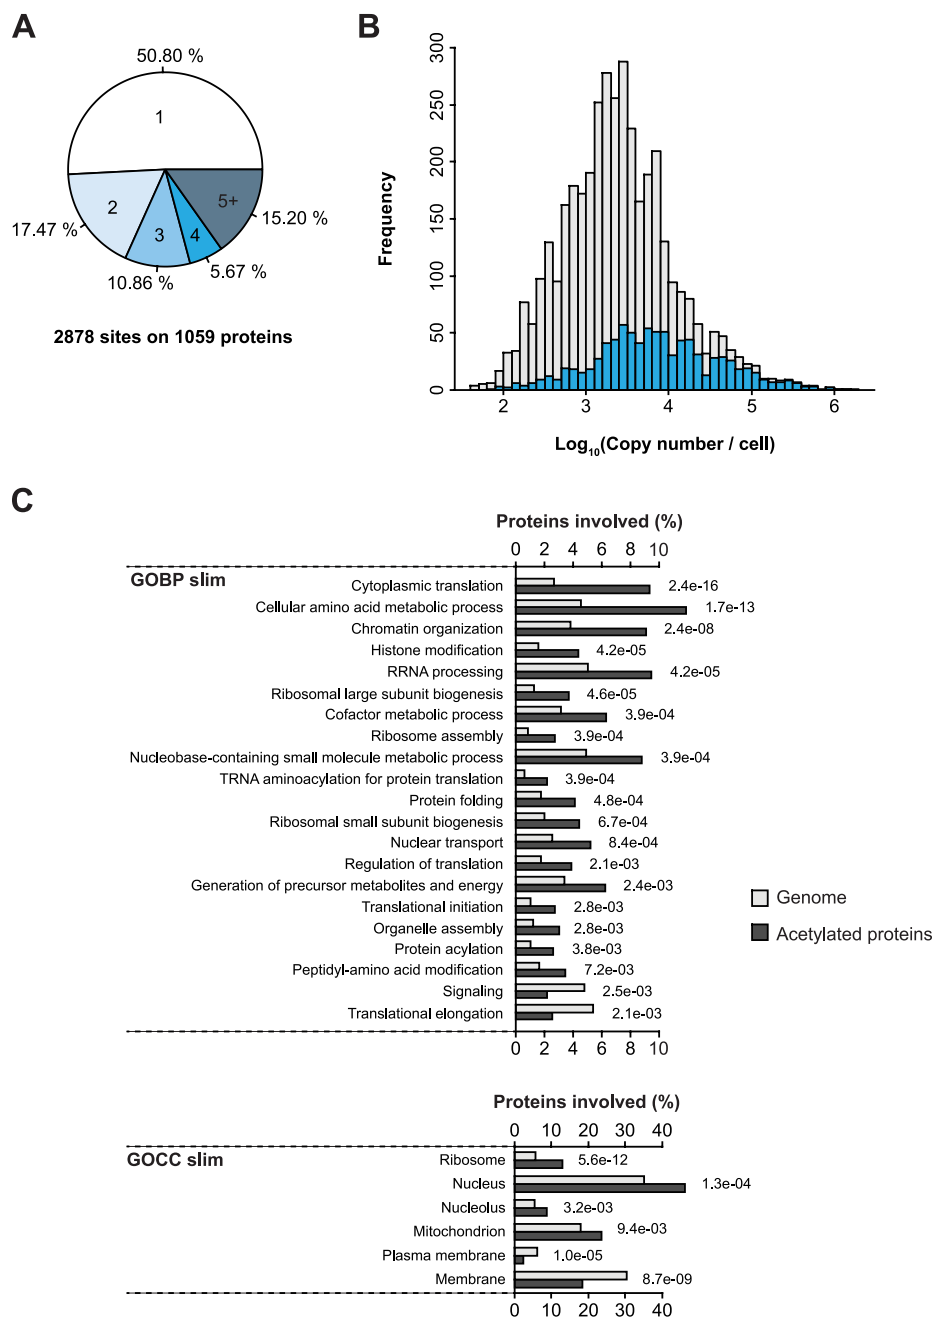 A
50.80 %
1
2
3
4
5+
17.47 %
10.86 %
5.67 %
15.20 %
2878 sites on 1059 proteins
B
Frequency
300
250
200
150
100
50
0
2 3 4 5 6
Log10(Copy number / cell)
C
Proteins involved (%)
0 2 4 6 8 10
GOBP slim
Cytoplasmic translation 2.4e-16
Cellular amino acid metabolic process 1.7e-13
Chromatin organization 2.4e-08
Histone modification 4.2e-05
RRNA processing 4.2e-05
Ribosomal large subunit biogenesis 4.6e-05
Cofactor metabolic process 3.9e-04
Ribosome assembly 3.9e-04
Nucleobase-containing small molecule metabolic process 3.9e-04
TRNA aminoacylation for protein translation 3.9e-04
Protein folding 4.8e-04
Ribosomal small subunit biogenesis 6.7e-04
Nuclear transport 8.4e-04
Regulation of translation 2.1e-03
Generation of precursor metabolites and energy 2.4e-03
Translational initiation 2.8e-03
Organelle assembly 2.8e-03
Protein acylation 3.8e-03
Peptidyl-amino acid modification 7.2e-03
Signaling 2.5e-03
Translational elongation 2.1e-03
0 2 4 6 8 10
Genome
Acetylated proteins
Proteins involved (%)
0 10 20 30 40
GOCC slim
Ribosome 5.6e-12
Nucleus 1.3e-04
Nucleolus 3.2e-03
Mitochondrion 9.4e-03
Plasma membrane 1.0e-05
Membrane 8.7e-09
0 10 20 30 40